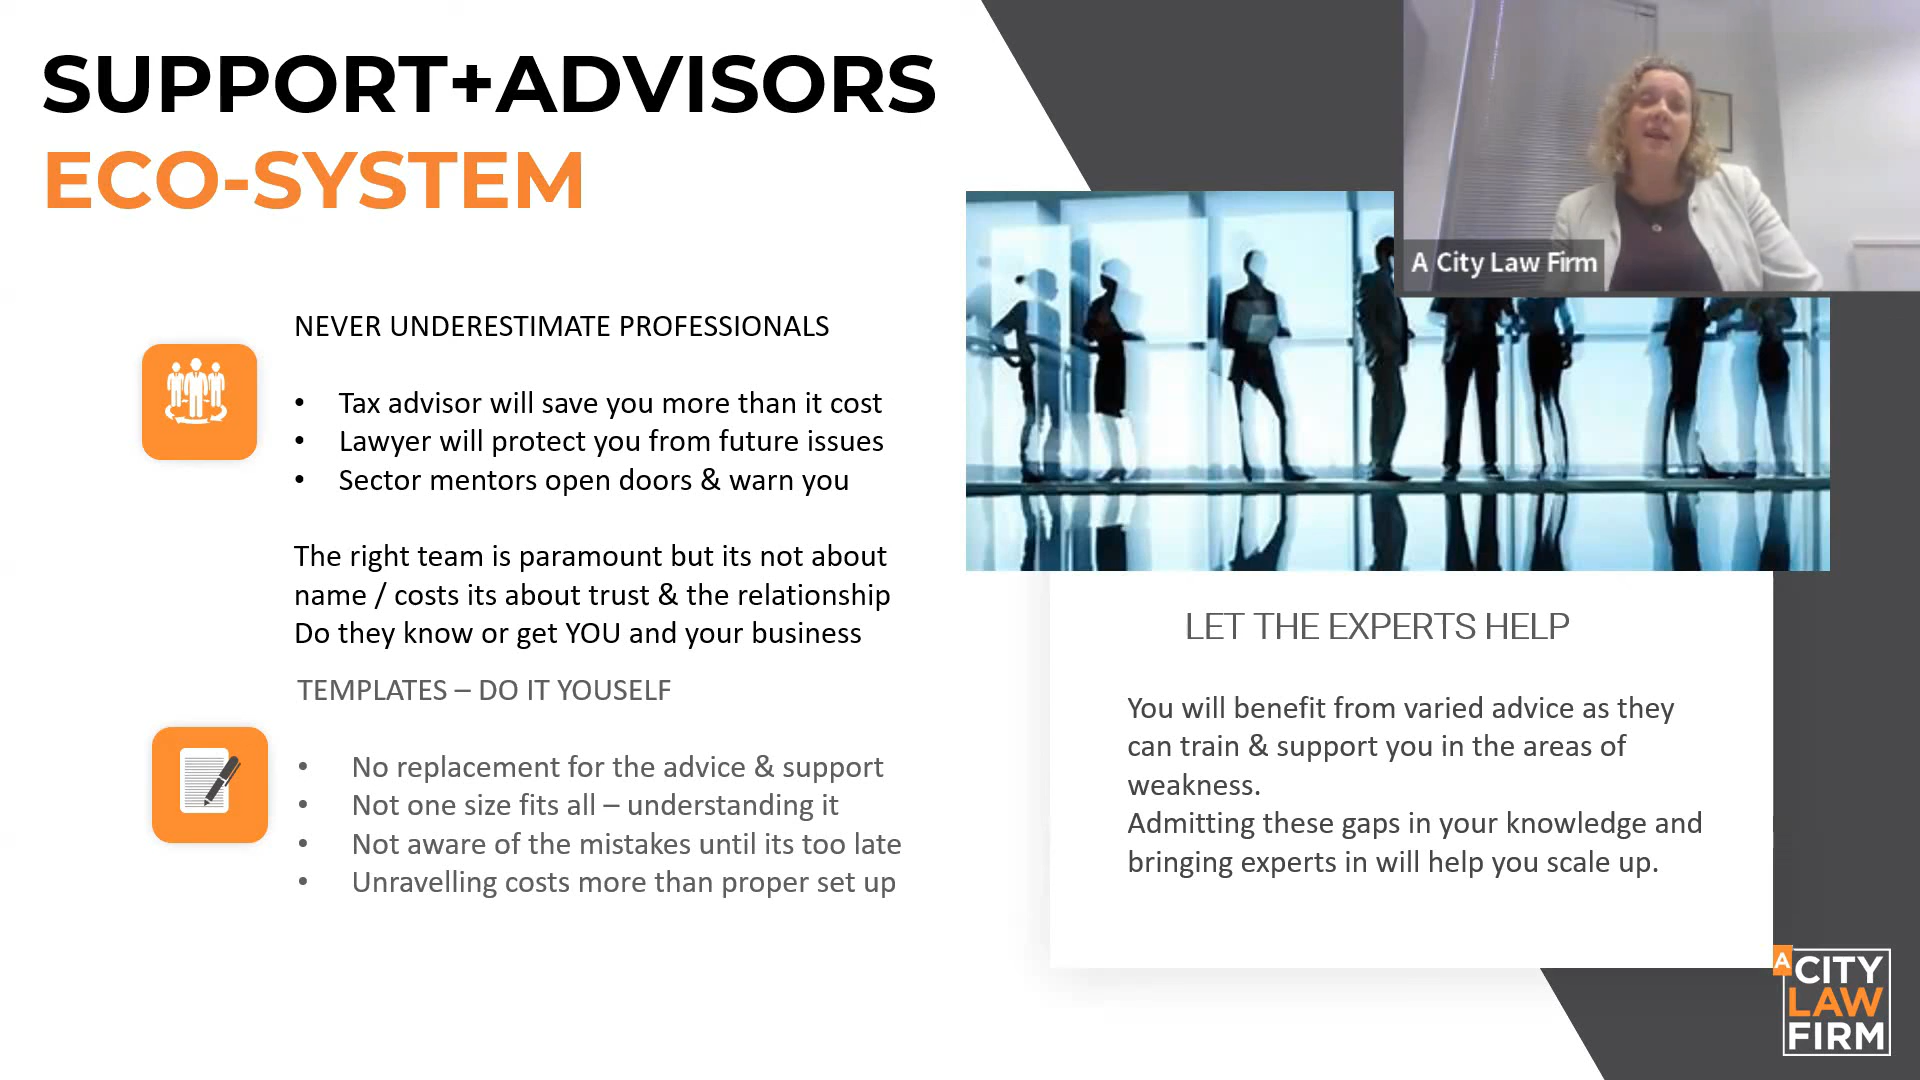 SUPPORT+ADVISORS
ECO-SYSTEM
NEVER UNDERESTIMATE PROFESSIONALS
• Tax advisor will save you more than it cost
• Lawyer will protect you from future issues
• Sector mentors open doors & warn you
The right team is paramount but its not about
name / costs its about trust & the relationship
Do they know or get YOU and your business
TEMPLATES – DO IT YOUSELF
• No replacement for the advice & support
• Not one size fits all – understanding it
• Not aware of the mistakes until its too late
• Unravelling costs more than proper set up
A City Law Firm
LET THE EXPERTS HELP
You will benefit from varied advice as they
can train & support you in the areas of
weakness.
Admitting these gaps in your knowledge and
bringing experts in will help you scale up.
A CITY
LAW
FIRM